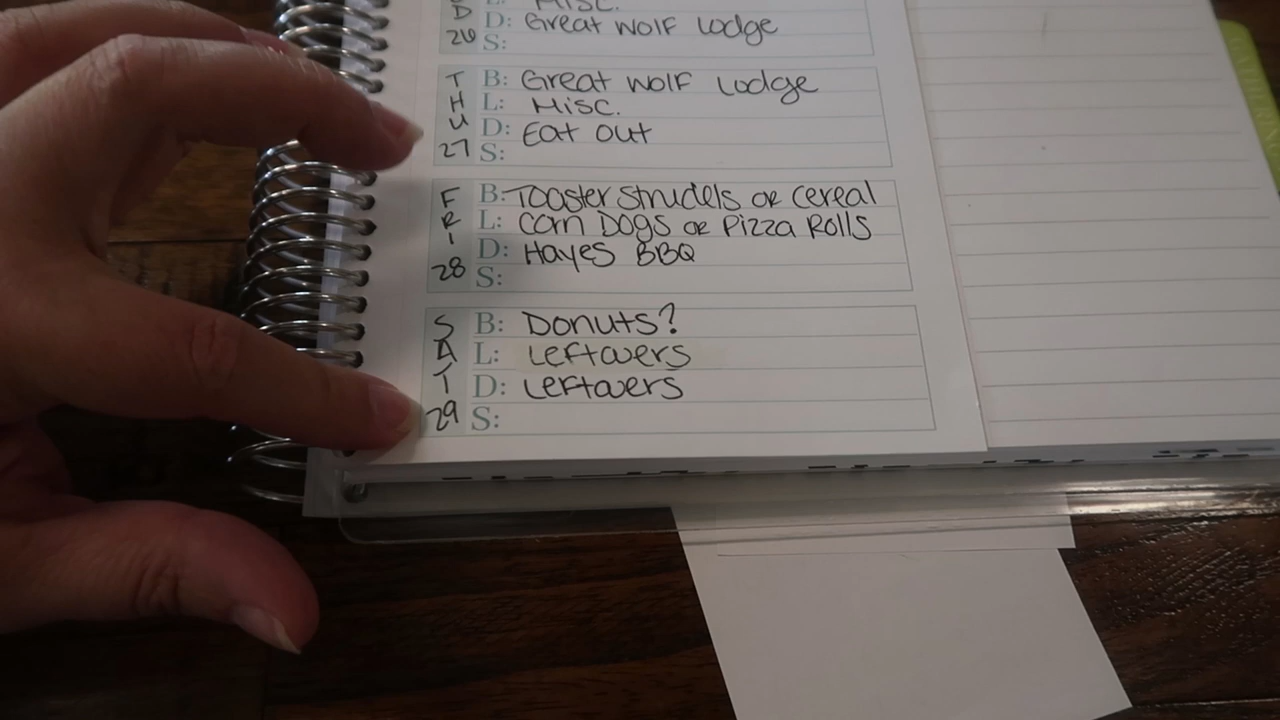 L: Misc.
D D: Great Wolf Lodge
26 S:
T B: Great Wolf Lodge
H L: Misc.
U D: Eat Out
27 S:
F B: Toaster Strudels or Cereal
R L: Corn Dogs or Pizza Rolls
I D: Hayes BBQ
28 S:
S B: Donuts?
A L: Leftovers
T D: Leftovers
29 S: